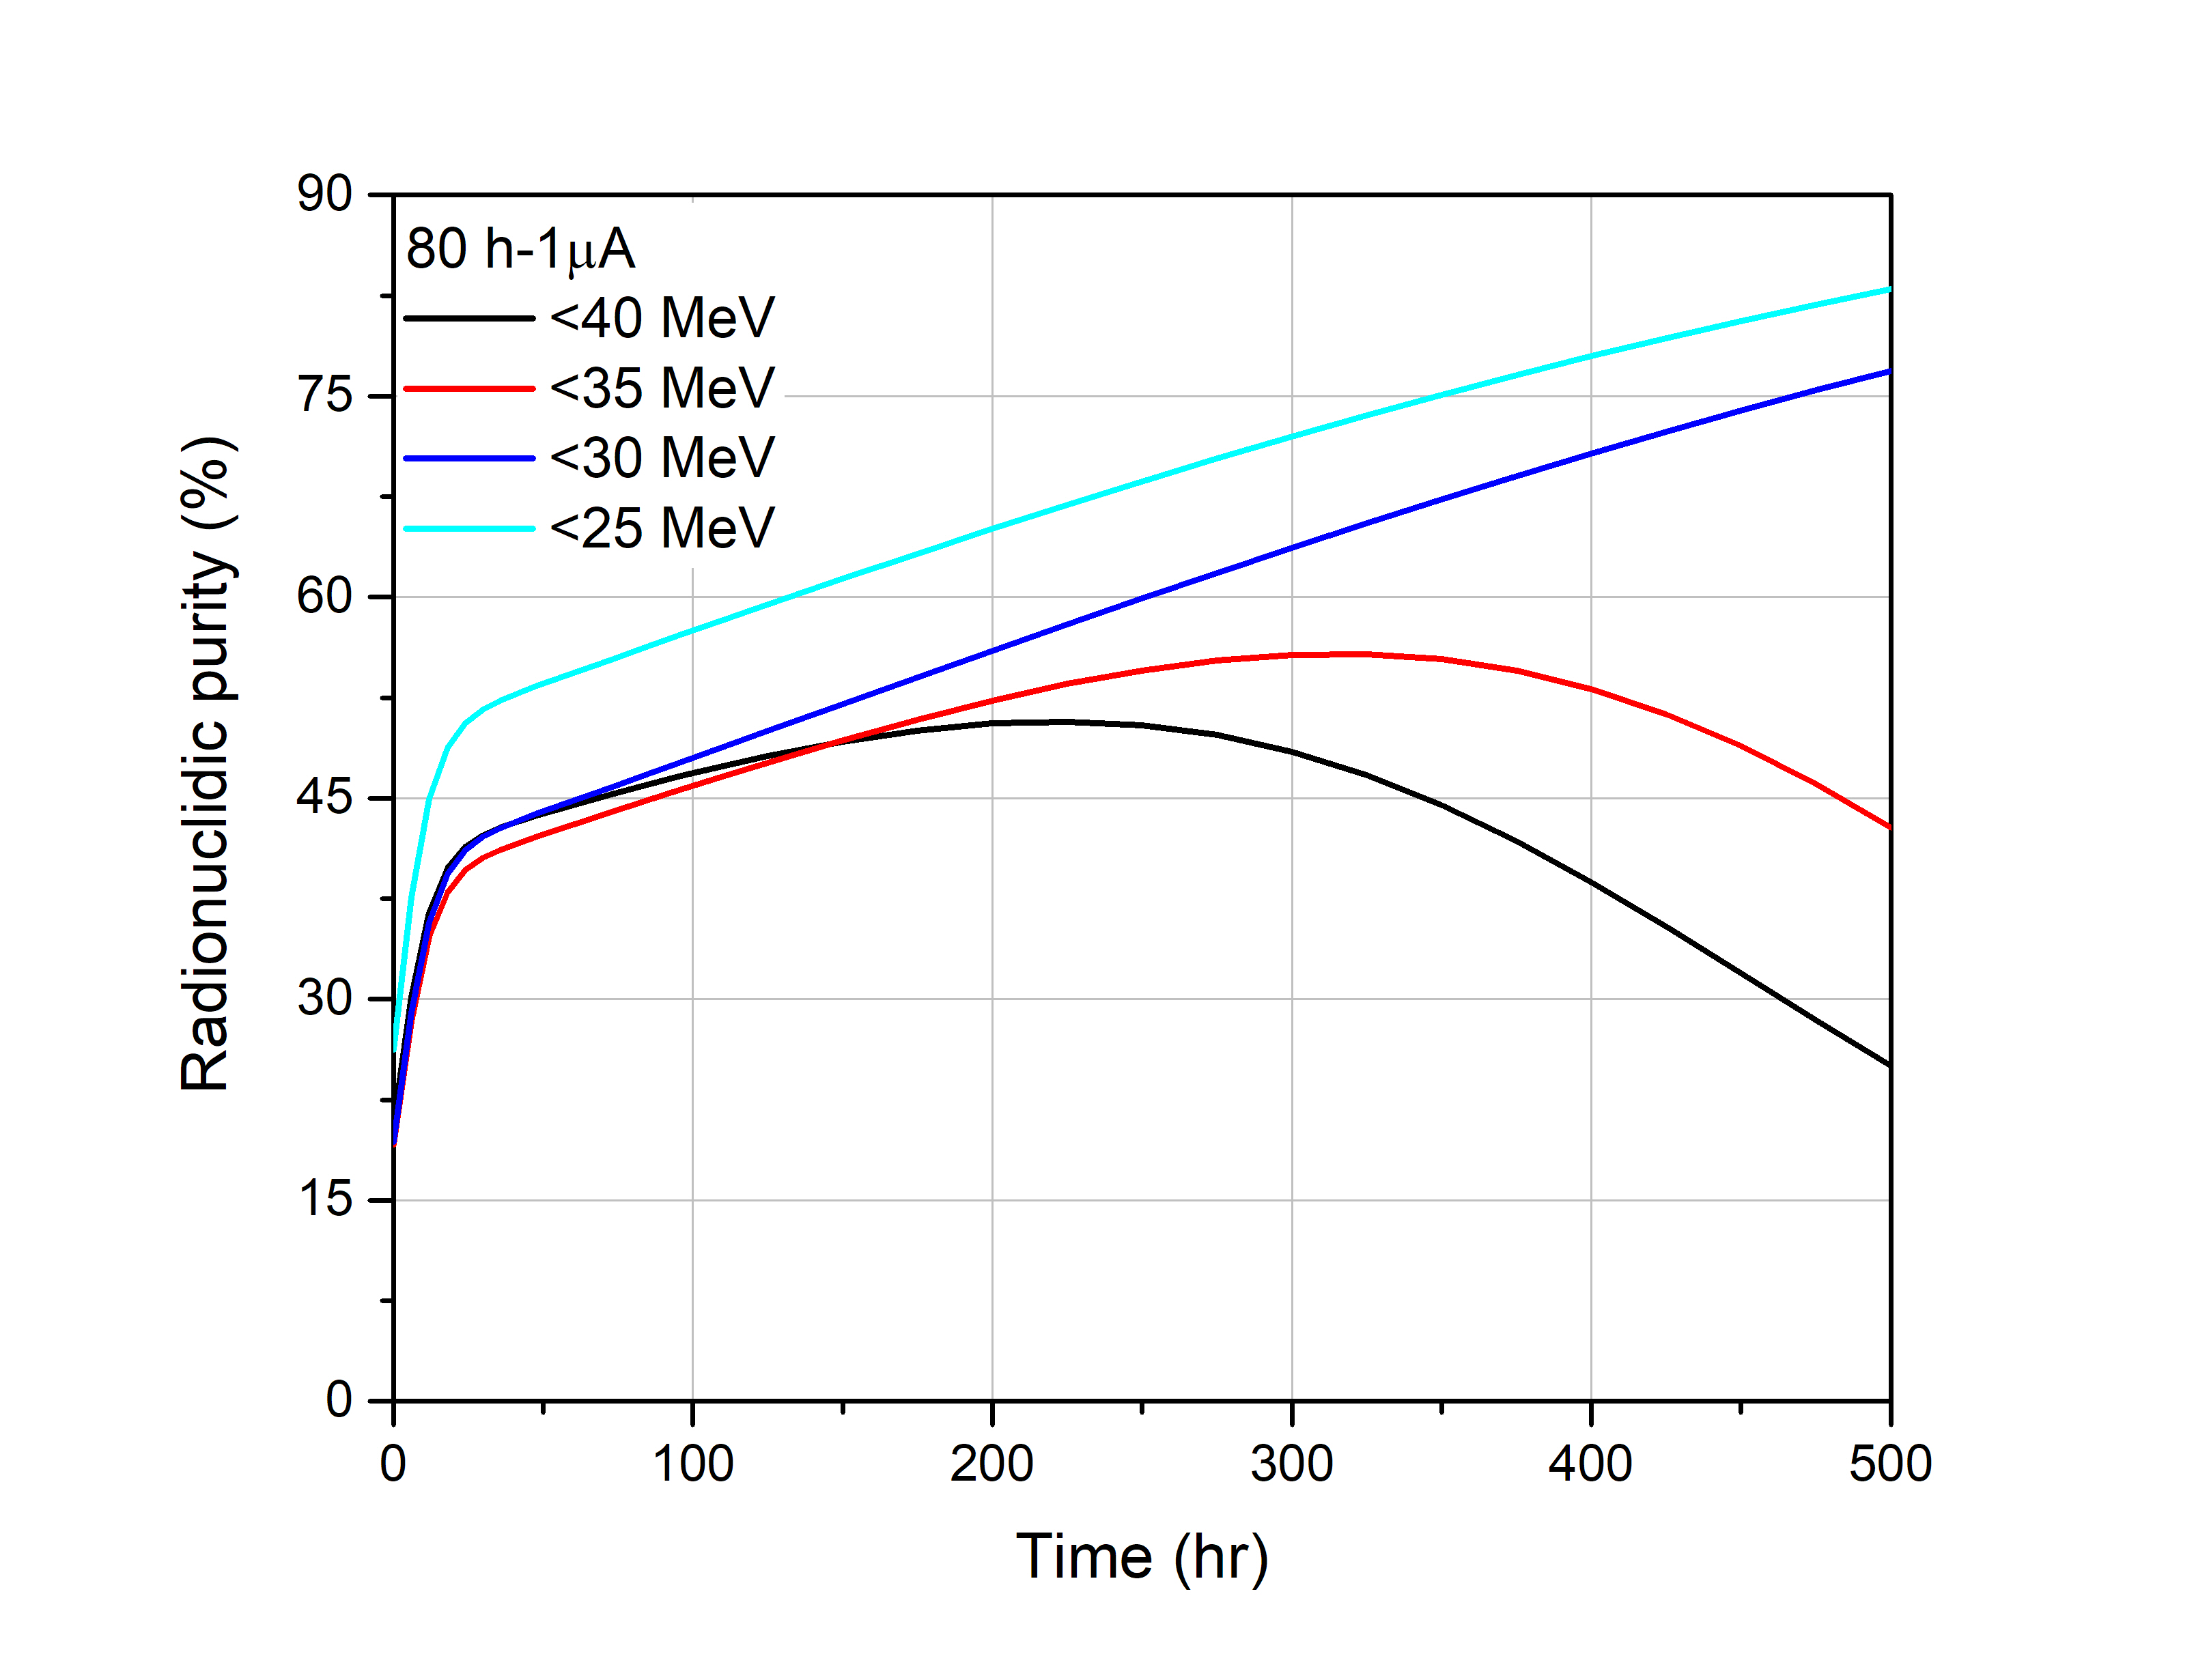 90
75
60
45
30
15
0
Radionuclidic purity (%)
80 h-1μA
<40 MeV
<35 MeV
<30 MeV
<25 MeV
0 100 200 300 400 500
Time (hr)